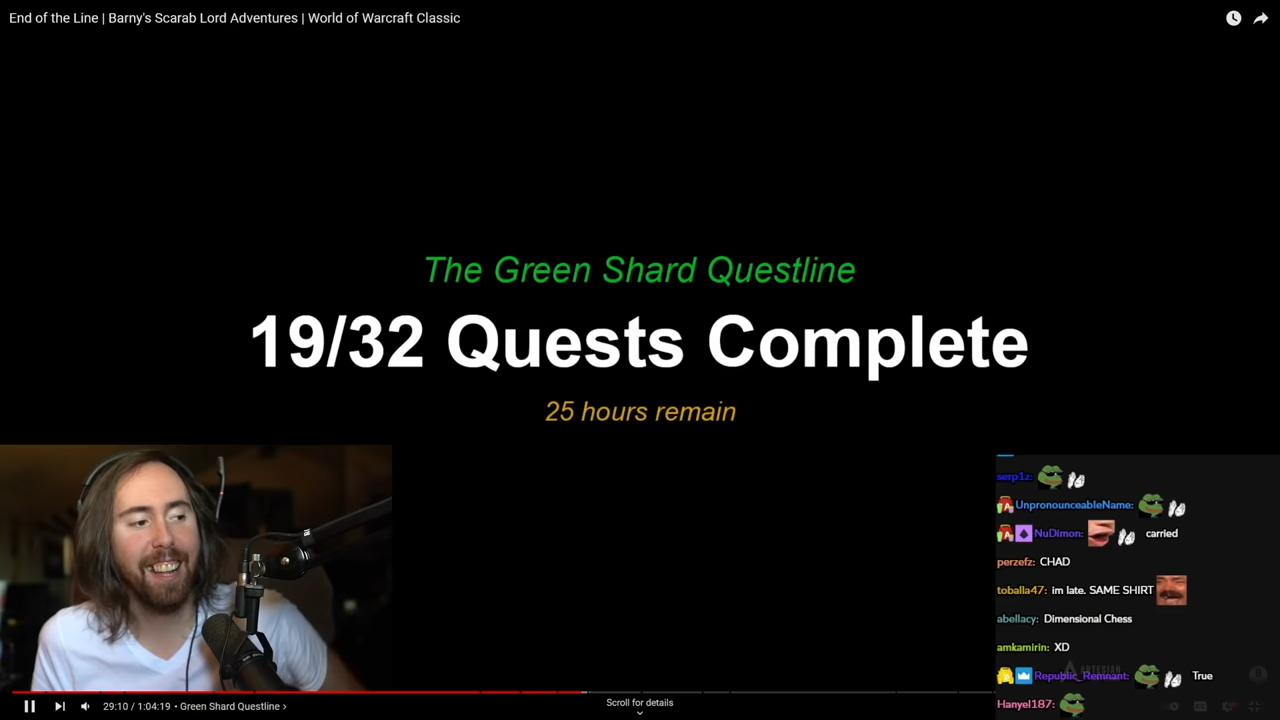 End of the Line | Barny's Scarab Lord Adventures | World of Warcraft Classic
The Green Shard Questline
19/32 Quests Complete
25 hours remain
serp1z:
UnpronounceableName:
NuDimon: carried
perzefz: CHAD
toballa47: im late. SAME SHIRT
abellacy: Dimensional Chess
amkamirin: XD
ARTESIAN
Republic_Remnant: True
Hanyel187:
29:10 / 1:04:19 • Green Shard Questline ›
Scroll for details